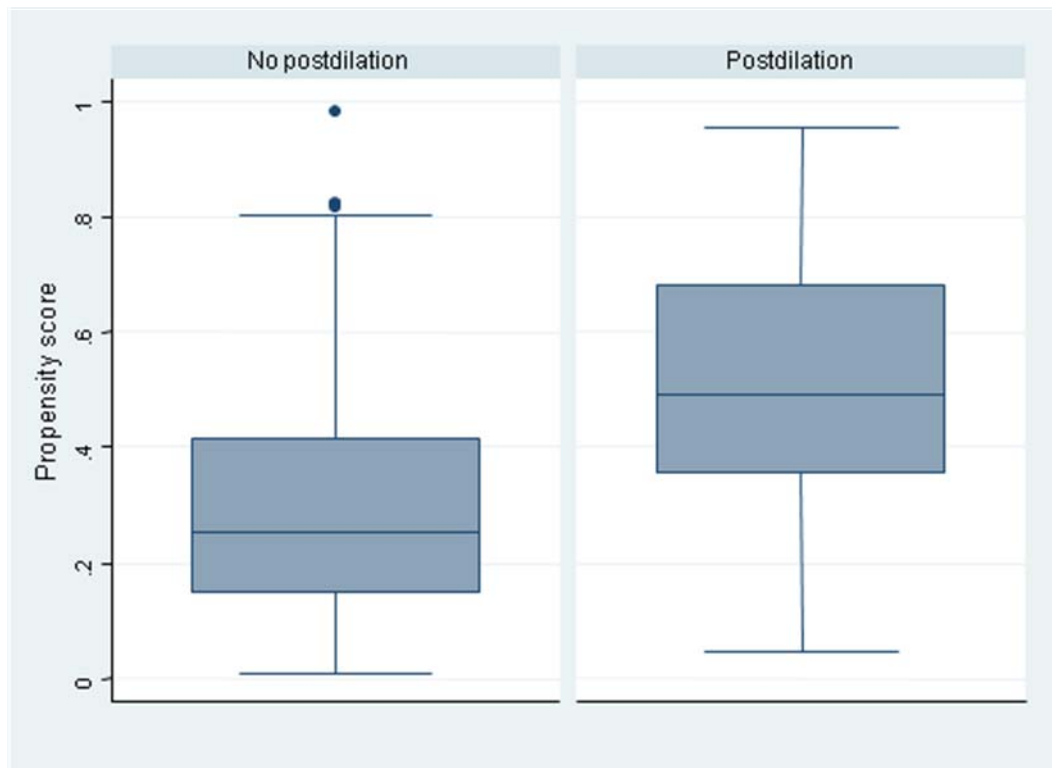 No postdilation
Postdilation
Propensity score
1
.8
.6
.4
.2
0